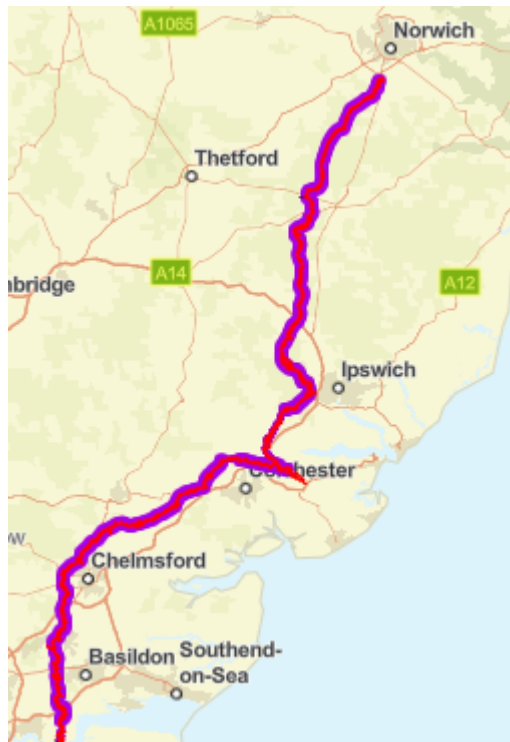 A1065
Norwich
Thetford
A14
nbridge
A12
Ipswich
Colchester
Chelmsford
Basildon
Southend-
on-Sea